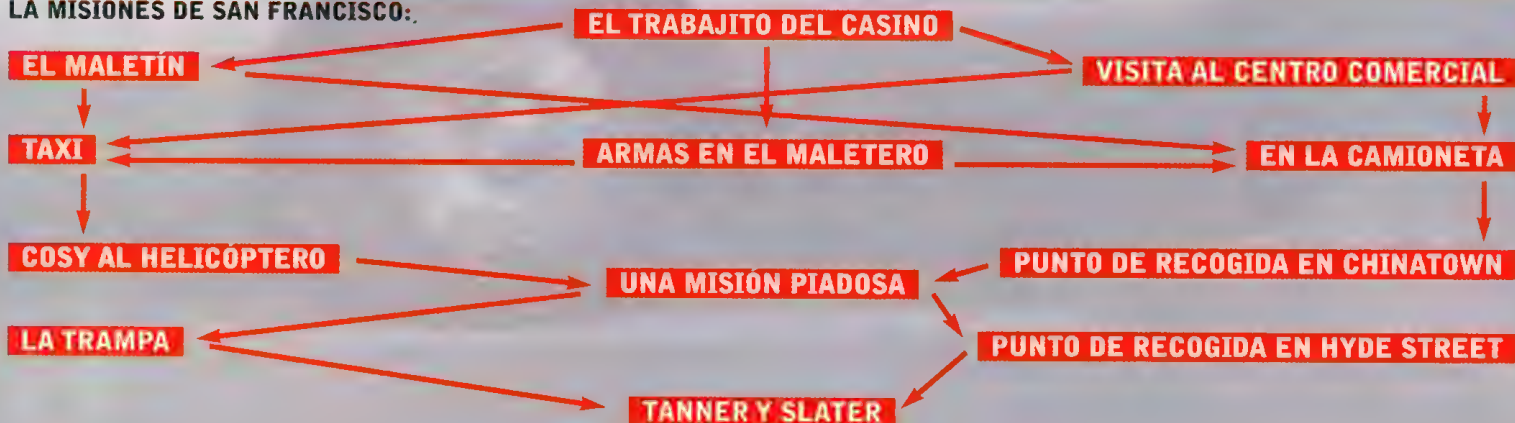 LA MISIONES DE SAN FRANCISCO:
EL TRABAJITO DEL CASINO
EL MALETÍN
VISITA AL CENTRO COMERCIAL
TAXI
ARMAS EN EL MALETERO
EN LA CAMIONETA
COSY AL HELICÓPTERO
UNA MISIÓN PIADOSA
PUNTO DE RECOGIDA EN CHINATOWN
LA TRAMPA
PUNTO DE RECOGIDA EN HYDE STREET
TANNER Y SLATER